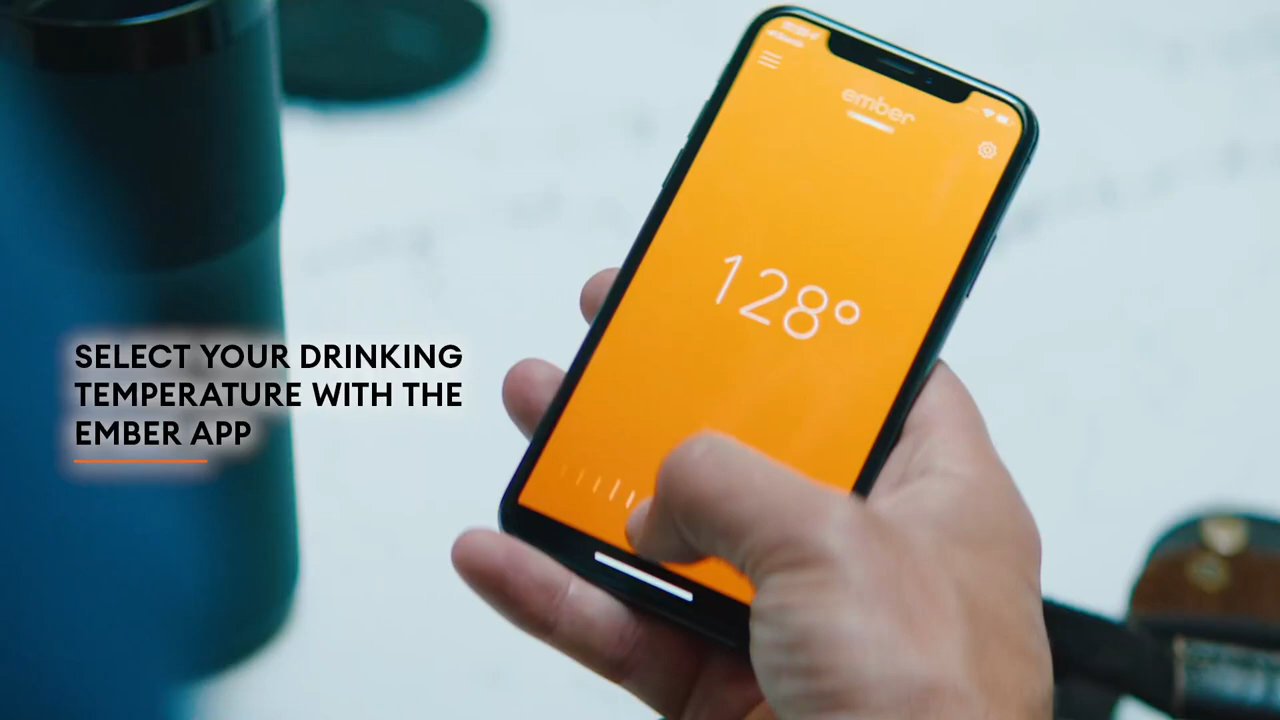 ember
128°
SELECT YOUR DRINKING
TEMPERATURE WITH THE
EMBER APP